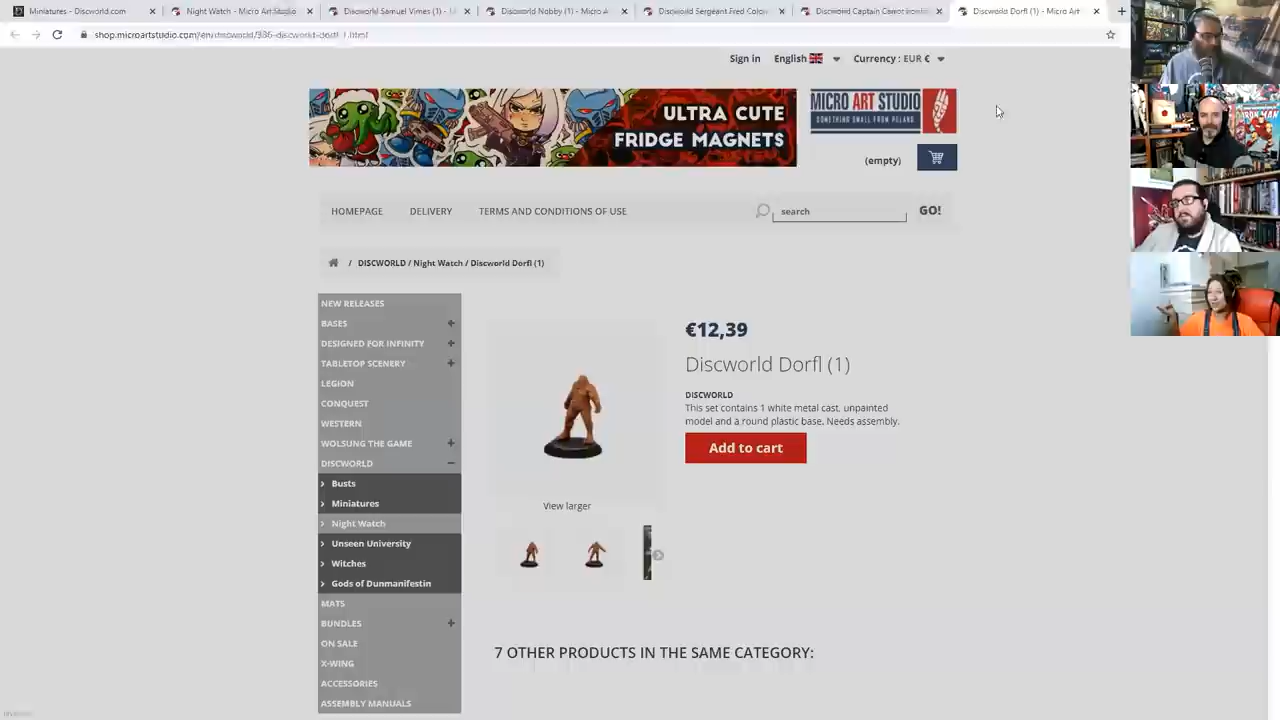 Miniatures - Discworld.com
Night Watch - Micro Art Studio
Discworld Samuel Vimes (1) - M
Discworld Nobby (1) - Micro A
Discworld Sergeant Fred Colon
Discworld Captain Carrot Ironfo
Discworld Dorfl (1) - Micro Art
Sign in
English
Currency : EUR €
ULTRA CUTE
FRIDGE MAGNETS
MICRO ART STUDIO
SOMETHING SMALL FROM POLAND
(empty)
HOMEPAGE
DELIVERY
TERMS AND CONDITIONS OF USE
search
GO!
/ DISCWORLD / Night Watch / Discworld Dorfl (1)
NEW RELEASES
BASES +
DESIGNED FOR INFINITY +
TABLETOP SCENERY +
LEGION
CONQUEST
WESTERN
WOLSUNG THE GAME +
DISCWORLD −
Busts
Miniatures
Night Watch
Unseen University
Witches
Gods of Dunmanifestin
MATS
BUNDLES +
ON SALE
X-WING
ACCESSORIES
ASSEMBLY MANUALS
View larger
€12,39
Discworld Dorfl (1)
DISCWORLD
This set contains 1 white metal cast, unpainted
model and a round plastic base. Needs assembly.
Add to cart
7 OTHER PRODUCTS IN THE SAME CATEGORY:
IRON MAN